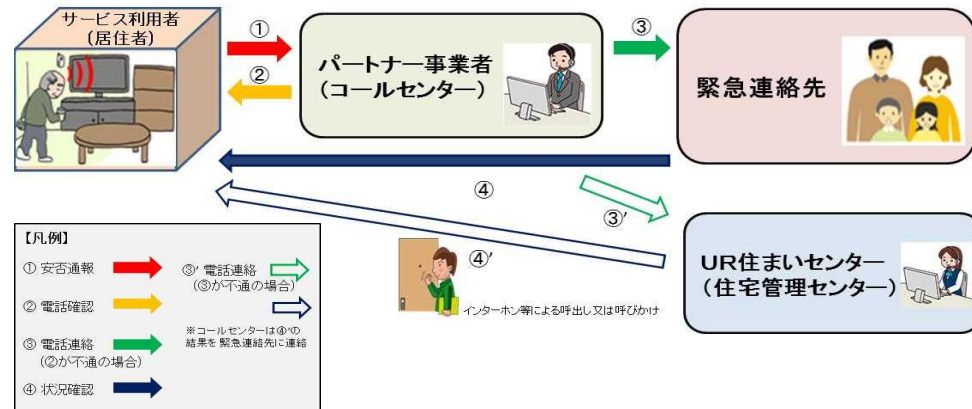 サービス利用者
(居住者)
①
②
パートナー事業者
(コールセンター)
③
緊急連絡先
④
③’
④’
インターホン等による呼出し又は呼びかけ
UR住まいセンター
(住宅管理センター)
【凡例】
① 安否通報
② 電話確認
③ 電話連絡
(②が不通の場合)
④ 状況確認
③’ 電話連絡
(③が不通の場合)
※コールセンターは④’の
結果を緊急連絡先に連絡